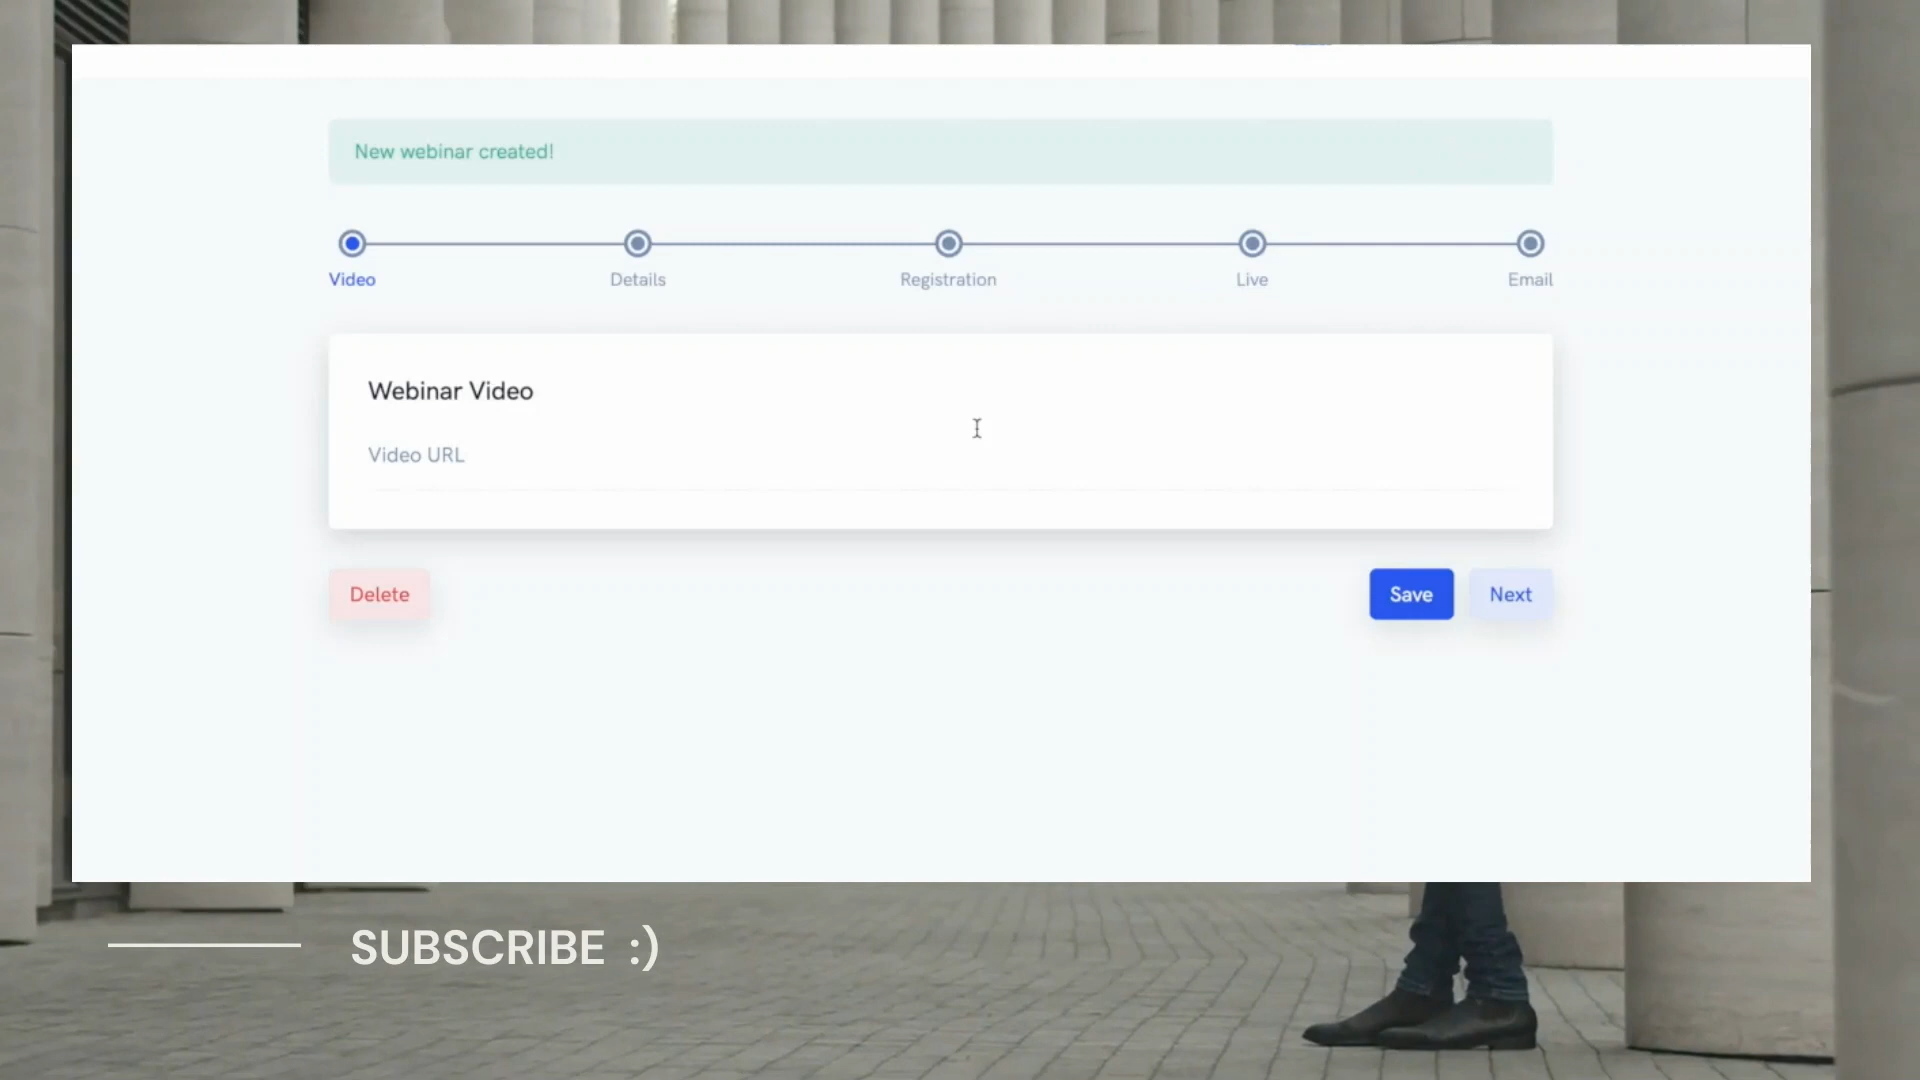 New webinar created!
Video
Details
Registration
Live
Email
Webinar Video
Video URL
Delete
Save
Next
SUBSCRIBE :)